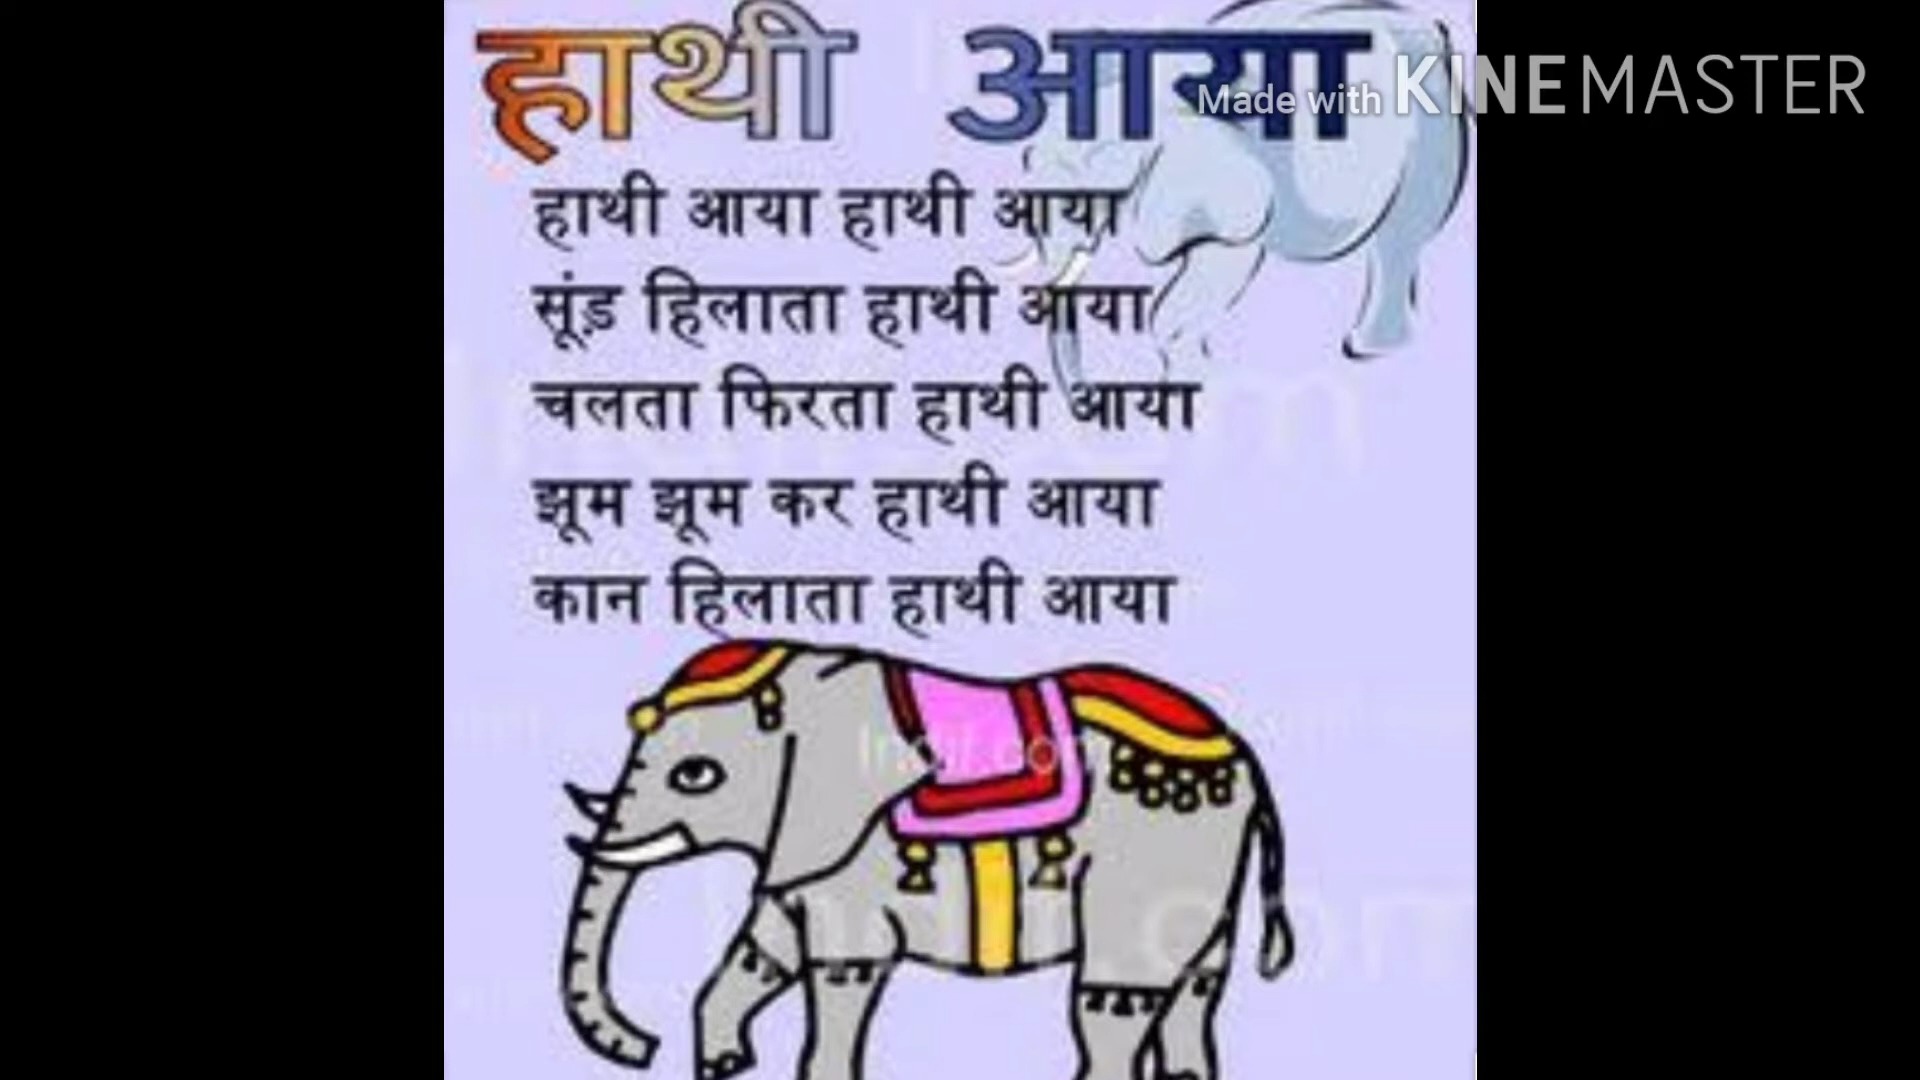 हाथी आया
Made with KINEMASTER
हाथी आया हाथी आया
सूंड़ हिलाता हाथी आया
चलता फिरता हाथी आया
झूम झूम कर हाथी आया
कान हिलाता हाथी आया